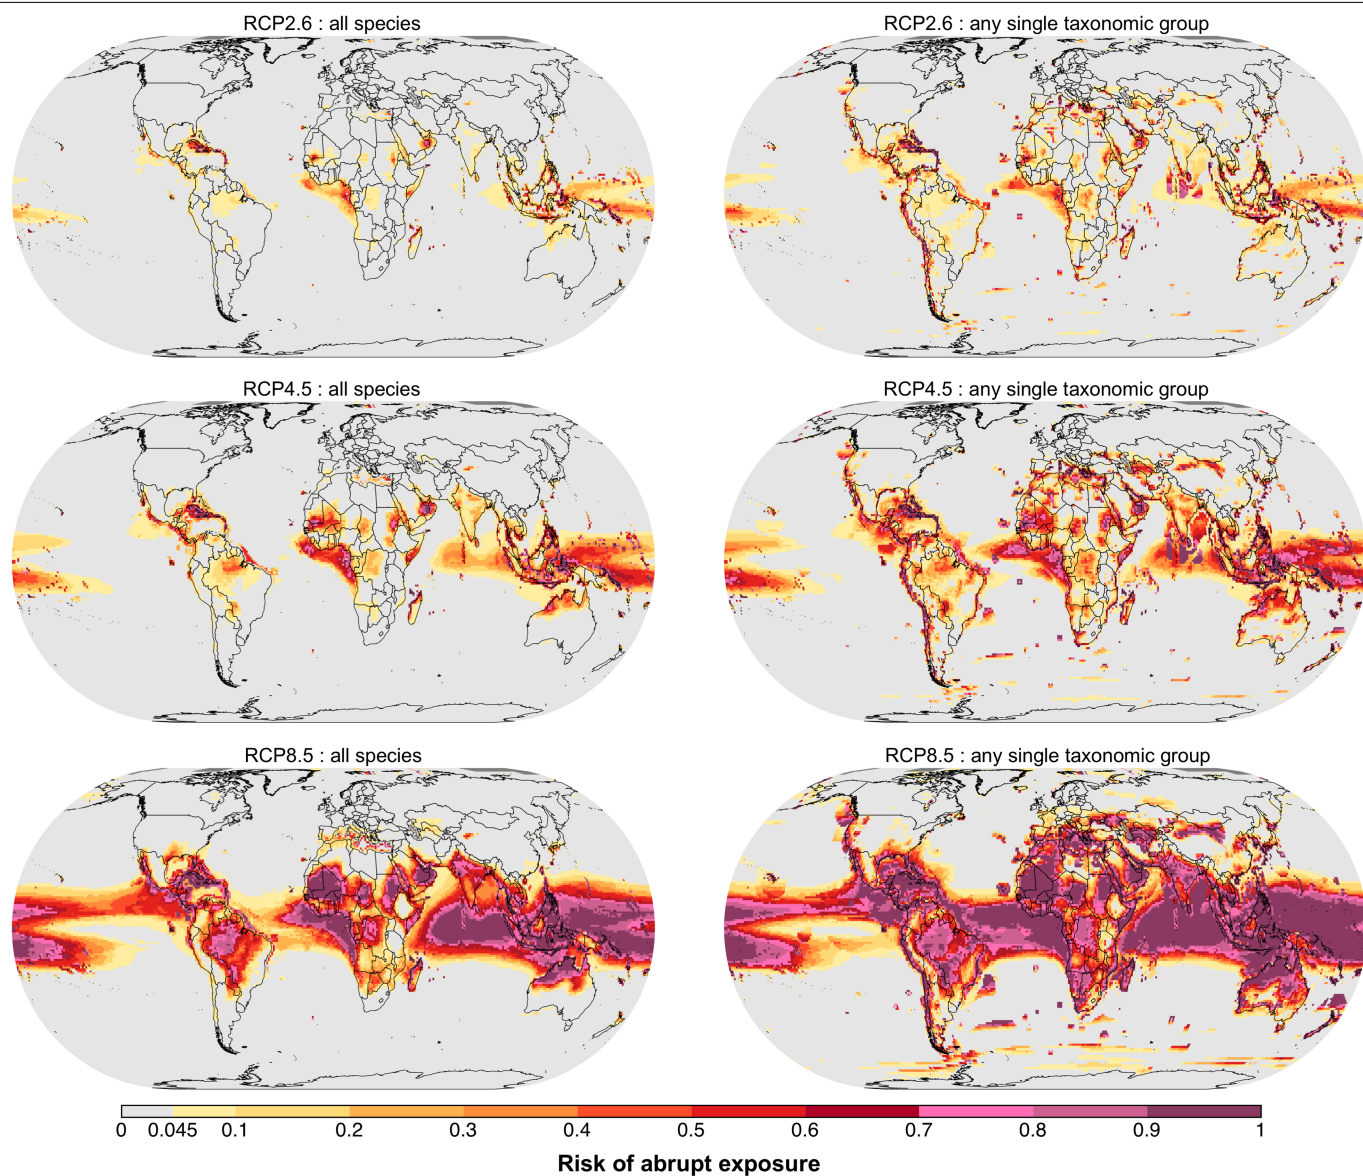 RCP2.6 : all species
RCP2.6 : any single taxonomic group
RCP4.5 : all species
RCP4.5 : any single taxonomic group
RCP8.5 : all species
RCP8.5 : any single taxonomic group
0 0.045 0.1 0.2 0.3 0.4 0.5 0.6 0.7 0.8 0.9 1
Risk of abrupt exposure